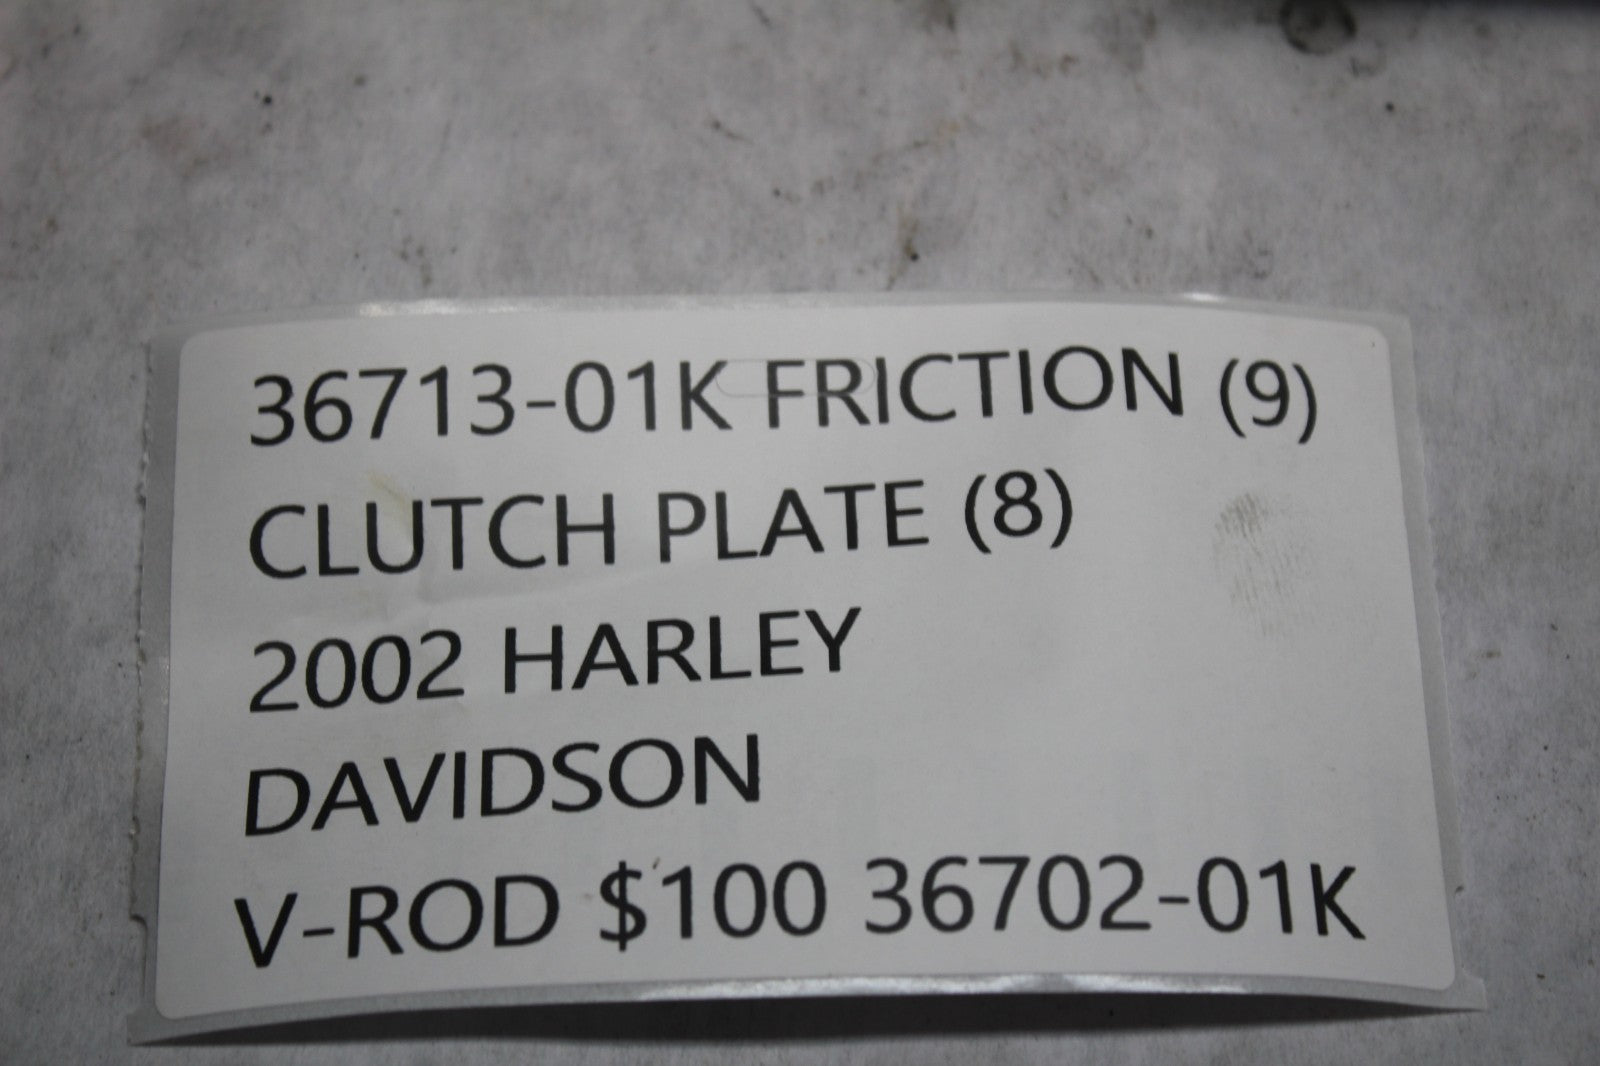 36713-01K FRICTION (9)
CLUTCH PLATE (8)
2002 HARLEY
DAVIDSON
V-ROD $100 36702-01K